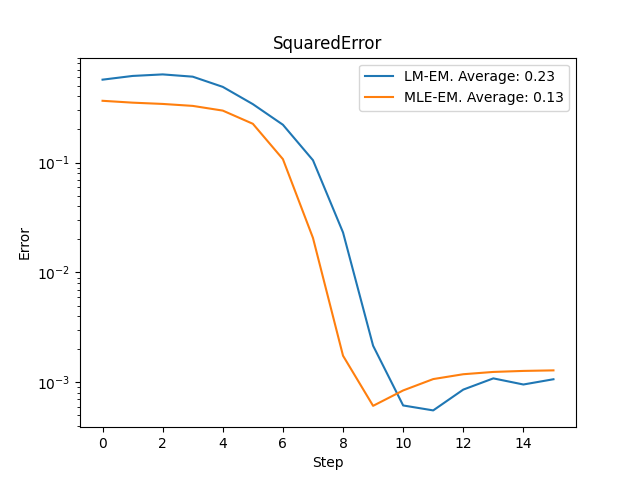 SquaredError
LM-EM. Average: 0.23
MLE-EM. Average: 0.13
Error
10⁻¹
10⁻²
10⁻³
0 2 4 6 8 10 12 14
Step